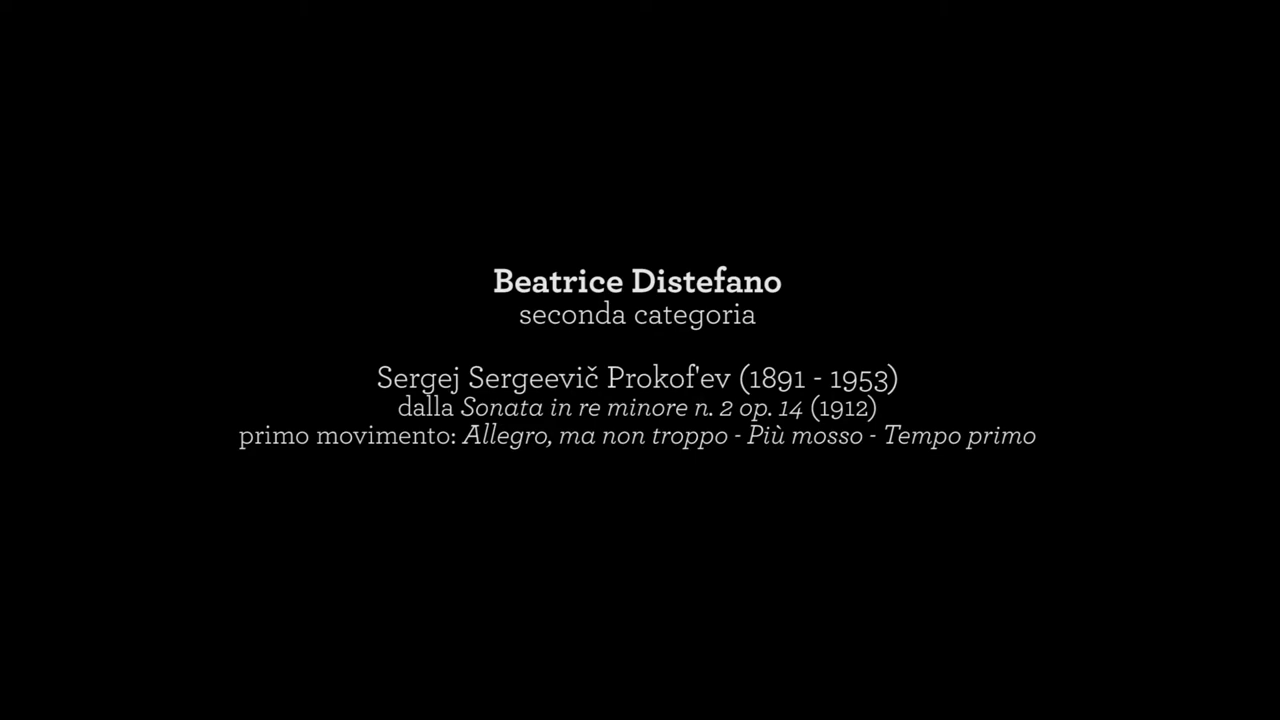 Beatrice Distefano
seconda categoria
Sergej Sergeevič Prokof'ev (1891 - 1953)
dalla Sonata in re minore n. 2 op. 14 (1912)
primo movimento: Allegro, ma non troppo - Più mosso - Tempo primo